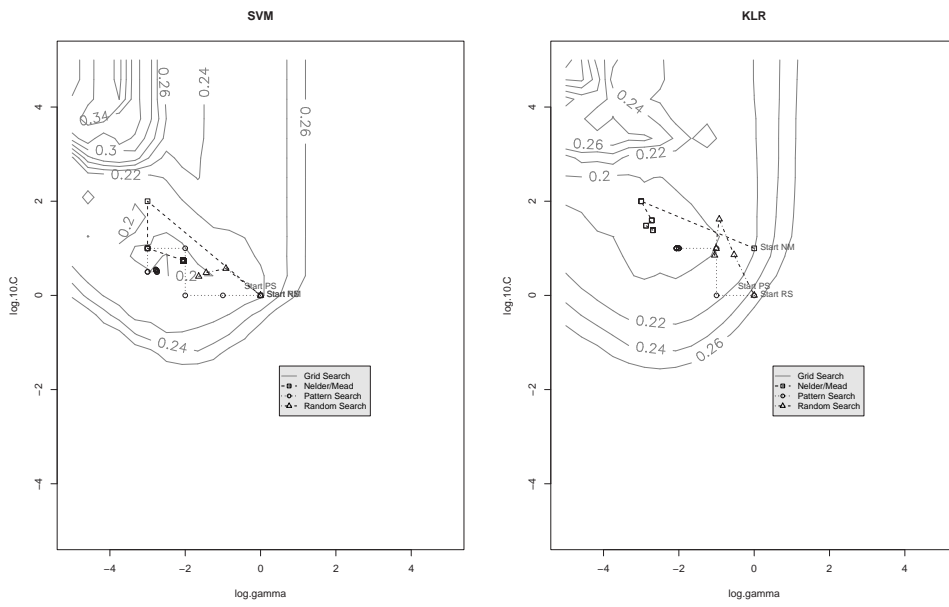 SVM
KLR
0.34
0.3
0.26
0.24
0.26
0.22
0.2
0.2
0.24
Start PS
Start NM
log.10.C
4
2
0
−2
−4
−4
−2
0
2
4
log.gamma
Grid Search
Nelder/Mead
Pattern Search
Random Search
0.24
0.26
0.22
0.2
0.22
0.24
0.26
Start NM
Start PS
Start RS
log.10.C
4
2
0
−2
−4
−4
−2
0
2
4
log.gamma
Grid Search
Nelder/Mead
Pattern Search
Random Search